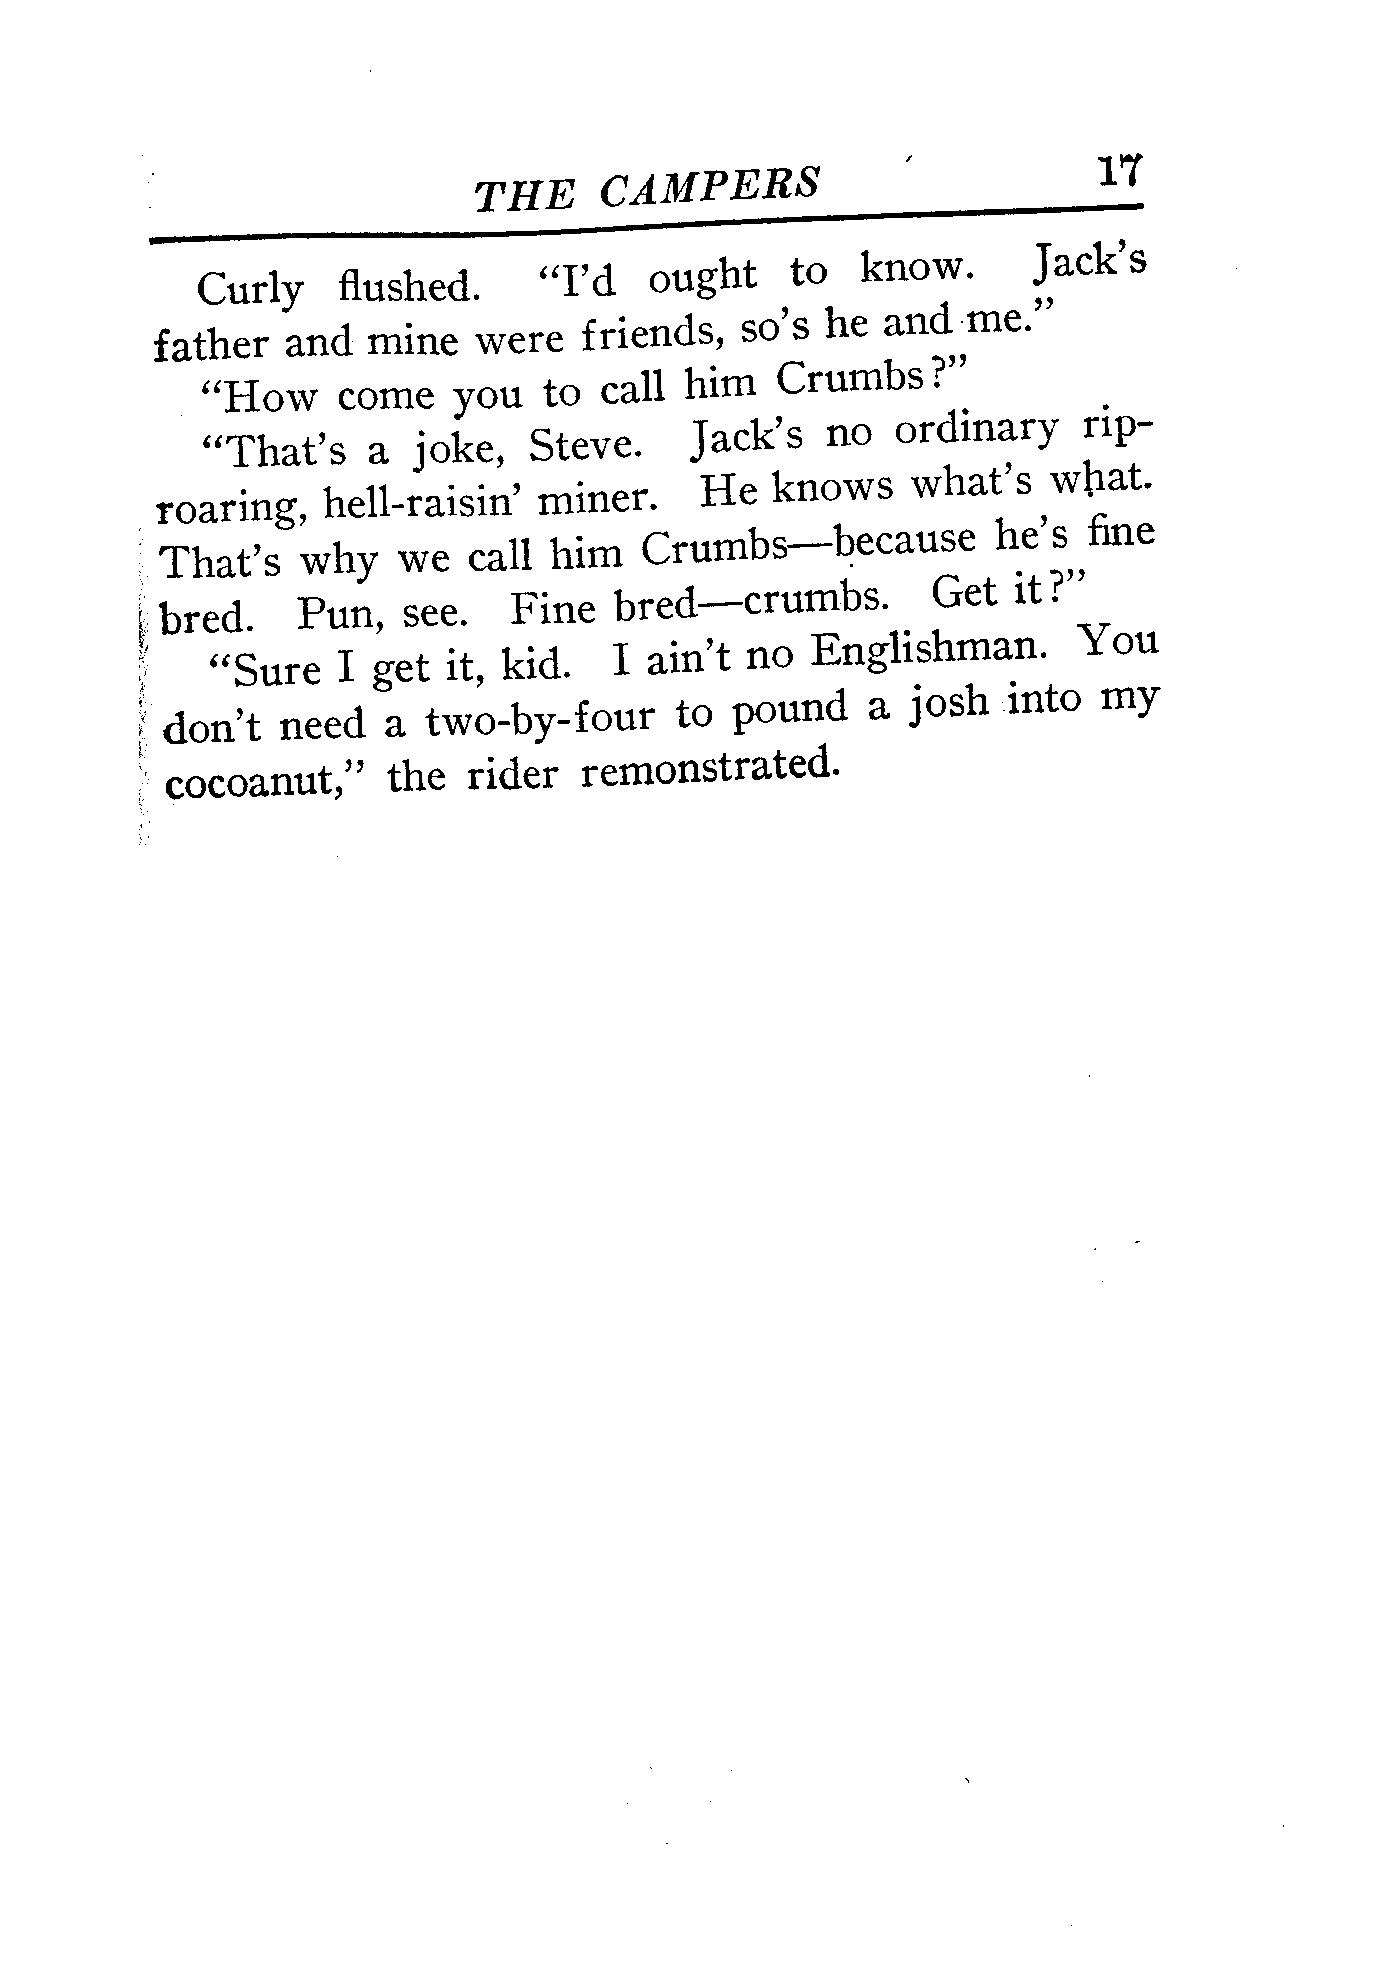 THE CAMPERS 17
Curly flushed. “I’d ought to know. Jack’s
father and mine were friends, so’s he and me.”
“How come you to call him Crumbs?”
“That’s a joke, Steve. Jack’s no ordinary rip-
roaring, hell-raisin’ miner. He knows what’s what.
That’s why we call him Crumbs—because he’s fine
bred. Pun, see. Fine bred—crumbs. Get it?”
“Sure I get it, kid. I ain’t no Englishman. You
don’t need a two-by-four to pound a josh into my
cocoanut,” the rider remonstrated.